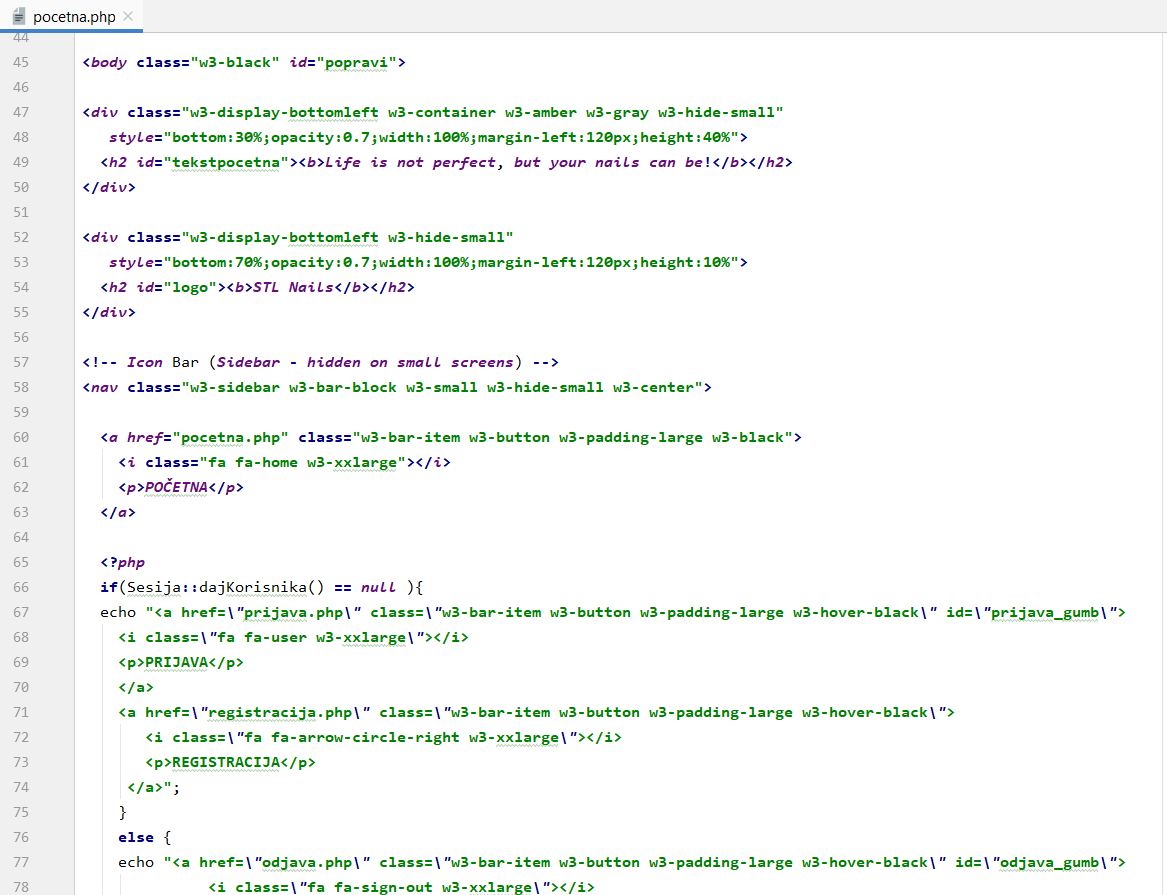 pocetna.php
44
45 <body class="w3-black" id="popravi">
46
47 <div class="w3-display-bottomleft w3-container w3-amber w3-gray w3-hide-small"
48 style="bottom:30%;opacity:0.7;width:100%;margin-left:120px;height:40%">
49 <h2 id="tekstpocetna"><b>Life is not perfect, but your nails can be!</b></h2>
50 </div>
51
52 <div class="w3-display-bottomleft w3-hide-small"
53 style="bottom:70%;opacity:0.7;width:100%;margin-left:120px;height:10%">
54 <h2 id="logo"><b>STL Nails</b></h2>
55 </div>
56
57 <!-- Icon Bar (Sidebar - hidden on small screens) -->
58 <nav class="w3-sidebar w3-bar-block w3-small w3-hide-small w3-center">
59
60 <a href="pocetna.php" class="w3-bar-item w3-button w3-padding-large w3-black">
61 <i class="fa fa-home w3-xxlarge"></i>
62 <p>POČETNA</p>
63 </a>
64
65 <?php
66 if(Sesija::dajKorisnika() == null ){
67 echo "<a href=\"prijava.php\" class=\"w3-bar-item w3-button w3-padding-large w3-hover-black\" id=\"prijava_gumb\">
68 <i class=\"fa fa-user w3-xxlarge\"></i>
69 <p>PRIJAVA</p>
70 </a>
71 <a href=\"registracija.php\" class=\"w3-bar-item w3-button w3-padding-large w3-hover-black\">
72 <i class=\"fa fa-arrow-circle-right w3-xxlarge\"></i>
73 <p>REGISTRACIJA</p>
74 </a>";
75 }
76 else {
77 echo "<a href=\"odjava.php\" class=\"w3-bar-item w3-button w3-padding-large w3-hover-black\" id=\"odjava_gumb\">
78 <i class=\"fa fa-sign-out w3-xxlarge\"></i>